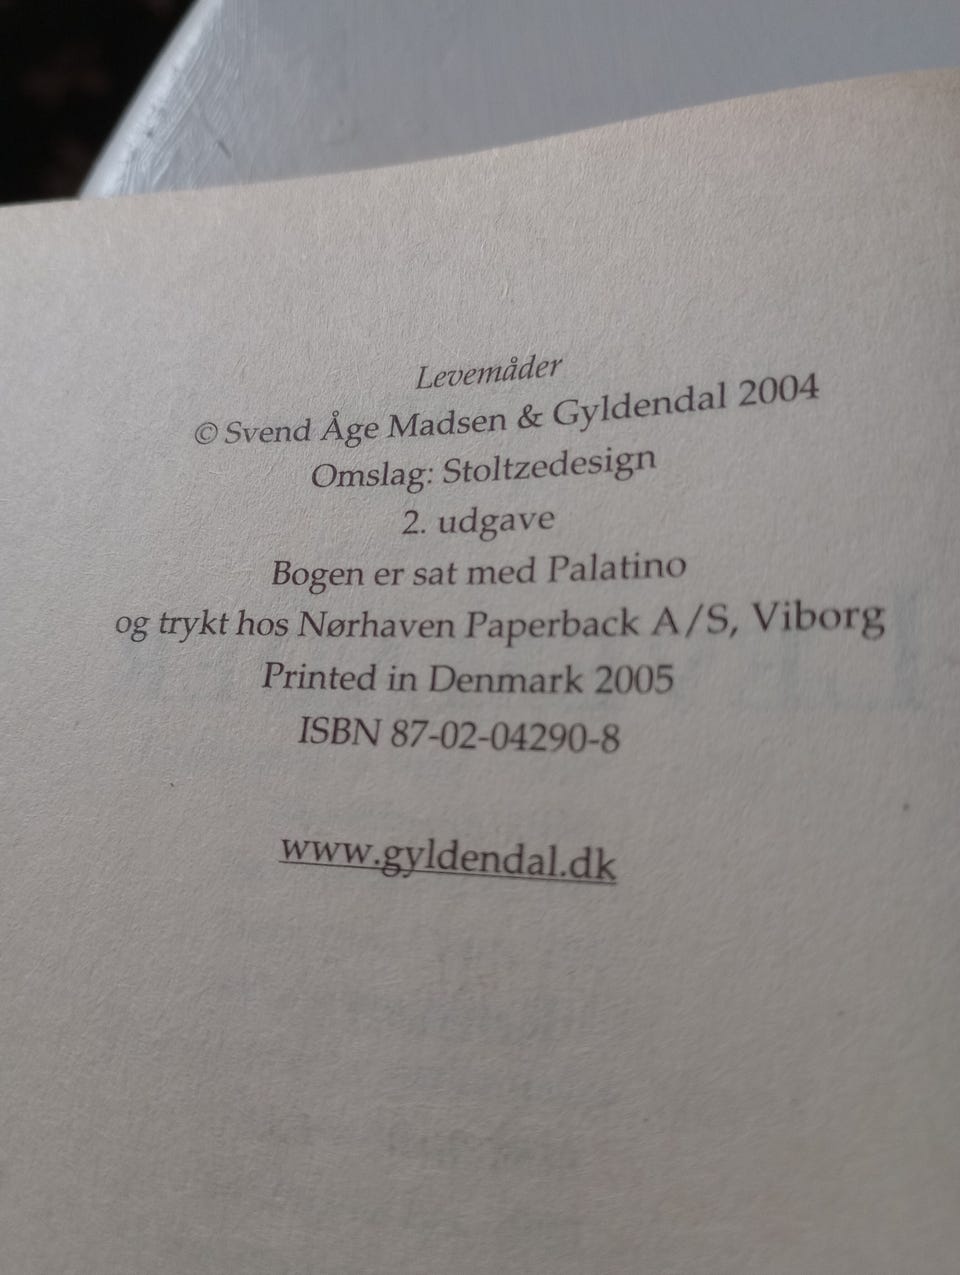 Levemåder
© Svend Åge Madsen & Gyldendal 2004
Omslag: Stoltzedesign
2. udgave
Bogen er sat med Palatino
og trykt hos Nørhaven Paperback A/S, Viborg
Printed in Denmark 2005
ISBN 87-02-04290-8
www.gyldendal.dk